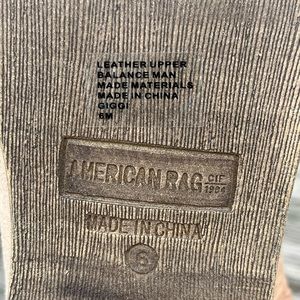 LEATHER UPPER
BALANCE MAN
MADE MATERIALS
MADE IN CHINA
GIGGI
6M
AMERICAN RAG CIE
1984
MADE IN CHINA
6